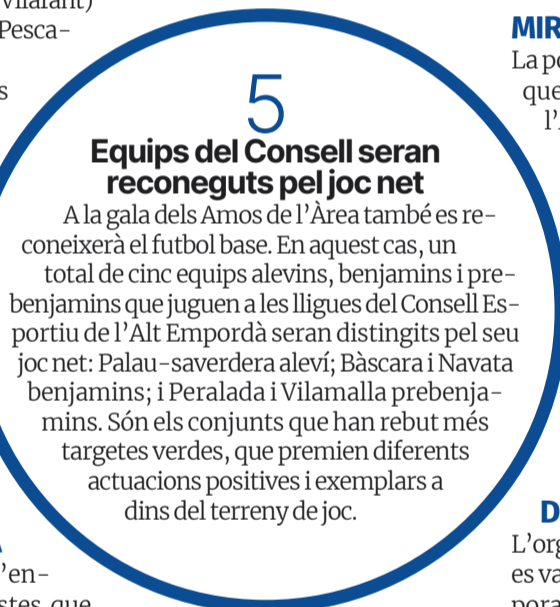 Pesca-
s
5
Equips del Consell seran
reconeguts pel joc net
A la gala dels Amos de l’Àrea també es re-
coneixerà el futbol base. En aquest cas, un
total de cinc equips alevins, benjamins i pre-
benjamins que juguen a les lligues del Consell Es-
portiu de l’Alt Empordà seran distingits pel seu
joc net: Palau-saverdera aleví; Bàscara i Navata
benjamins; i Peralada i Vilamalla prebenja-
mins. Són els conjunts que han rebut més
targetes verdes, que premien diferents
actuacions positives i exemplars a
dins del terreny de joc.
’en-
MIR
La p
que
l’
D
L’org
es va